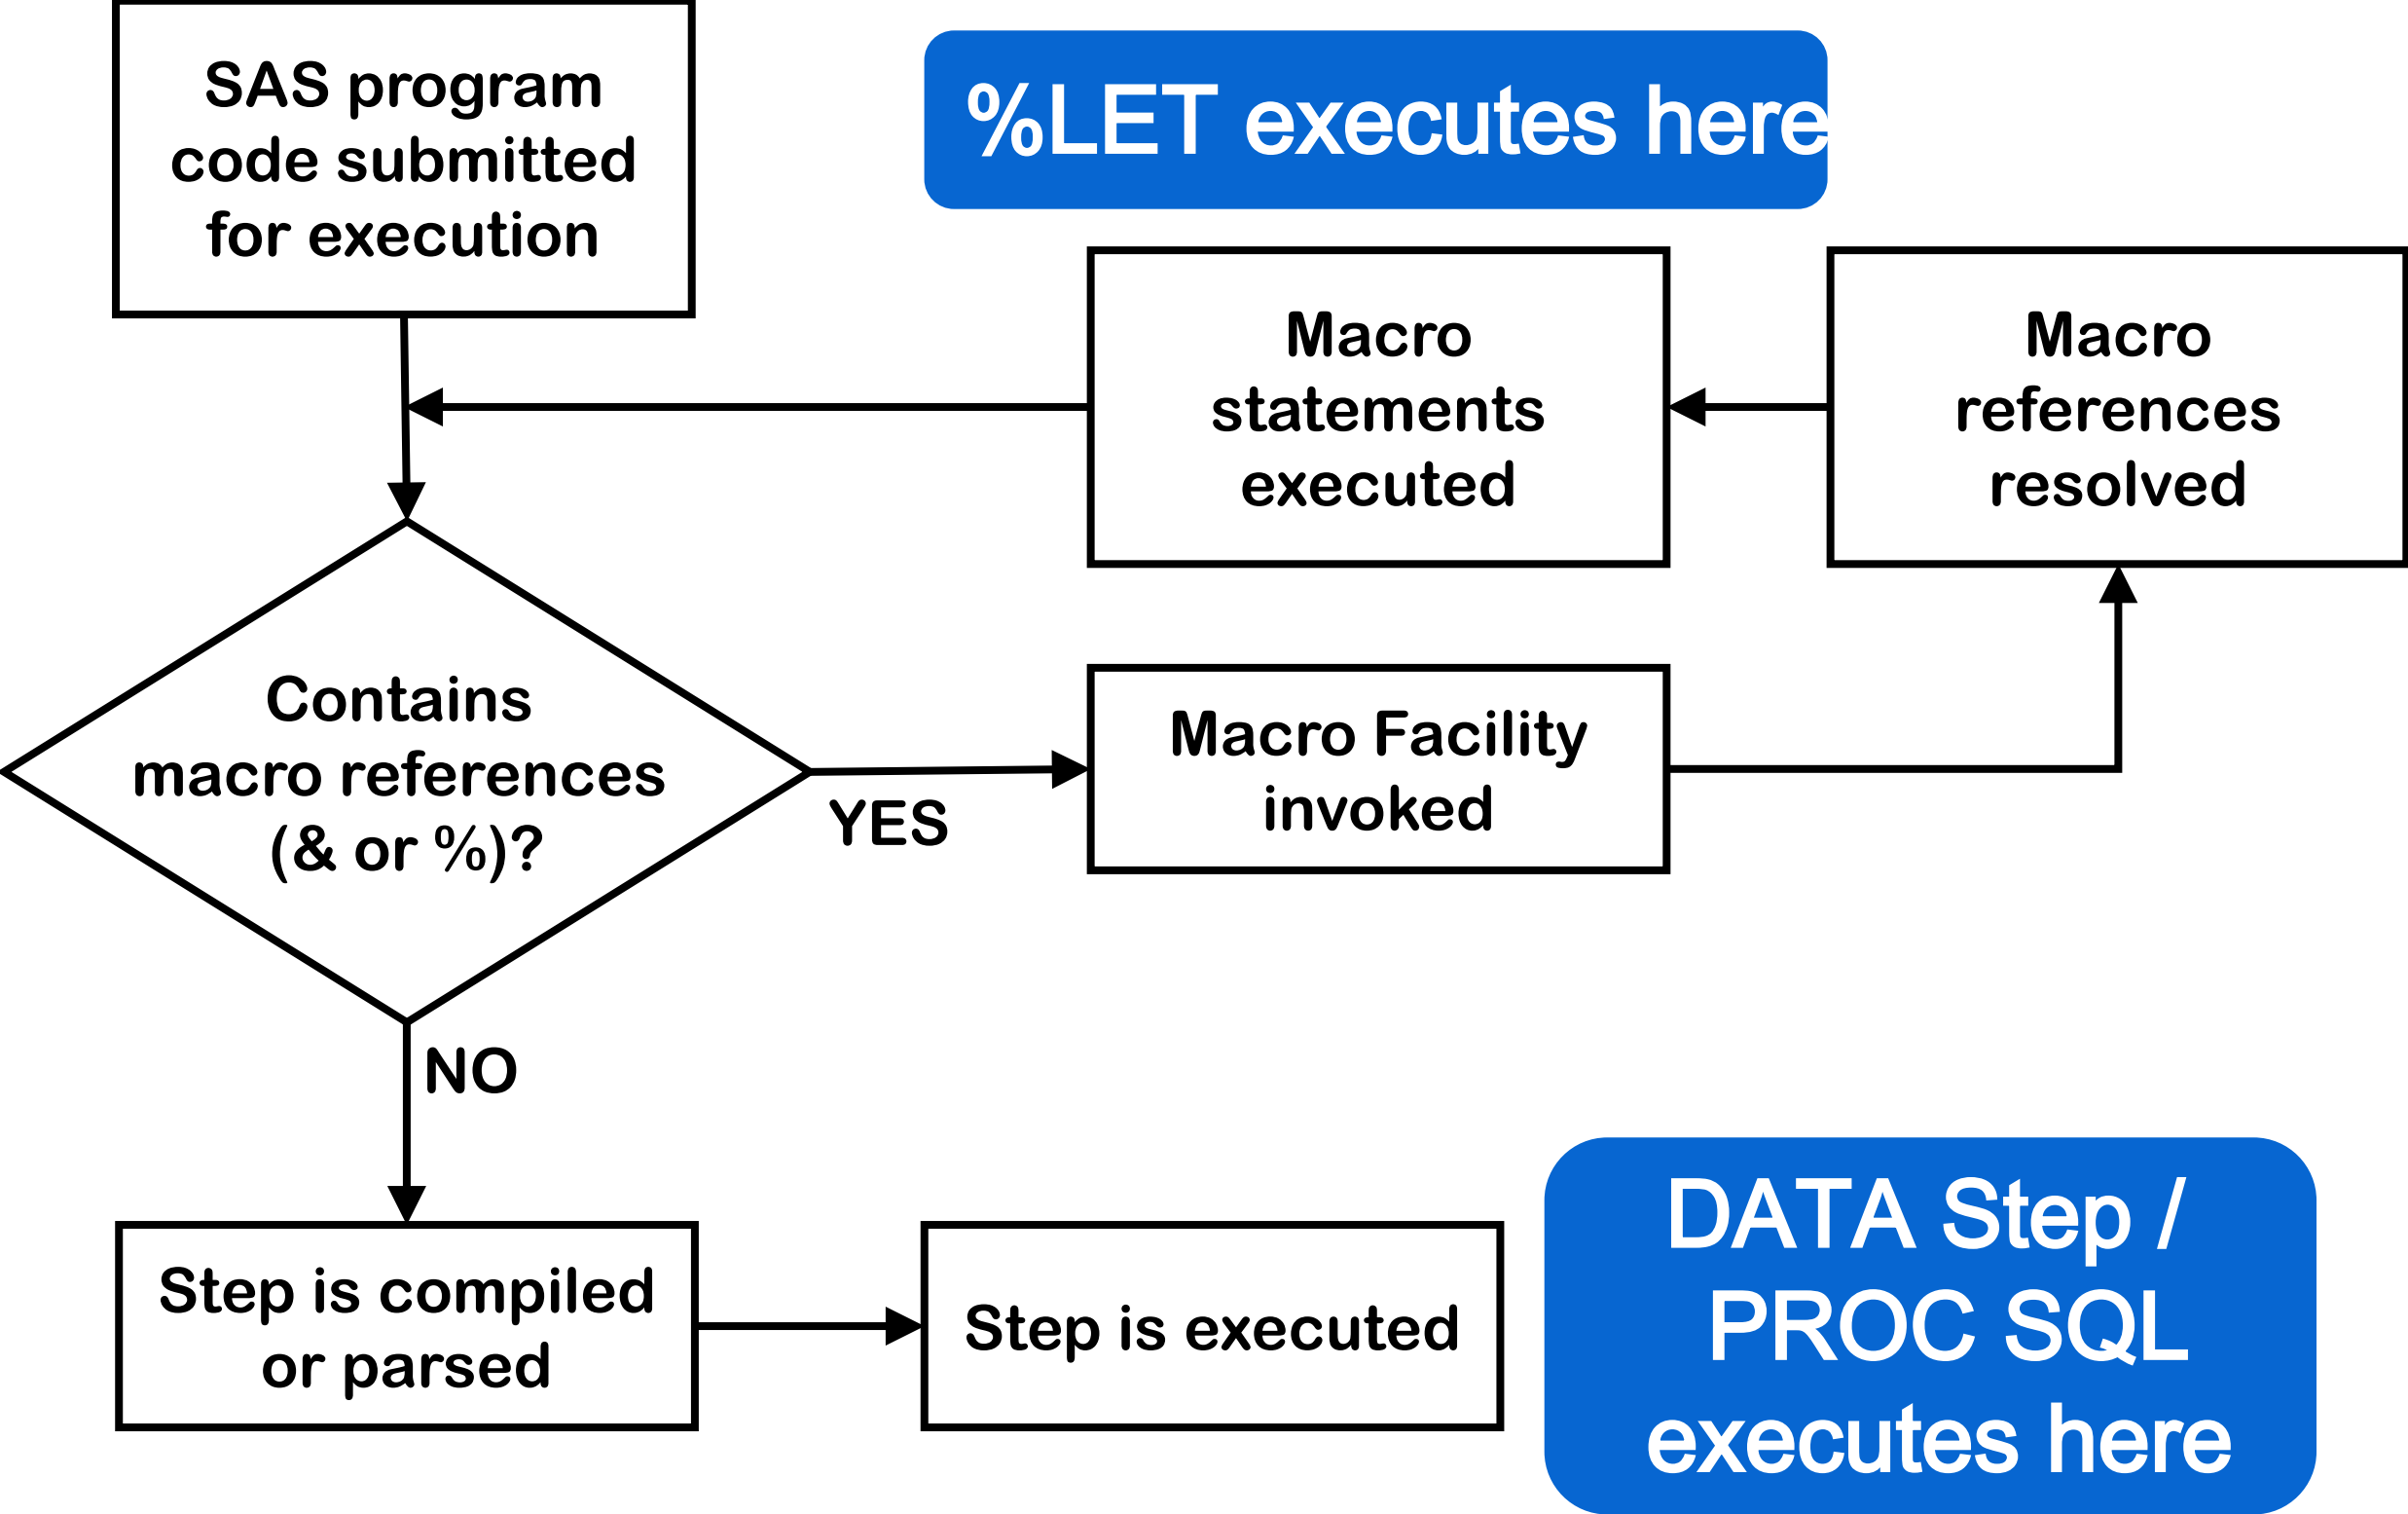 SAS program
code submitted
for execution
%LET executes here
Macro
statements
executed
Macro
references
resolved
Contains
macro references
(& or %)?
YES
Macro Facility
invoked
NO
Step is compiled
or parsed
Step is executed
DATA Step /
PROC SQL
executes here